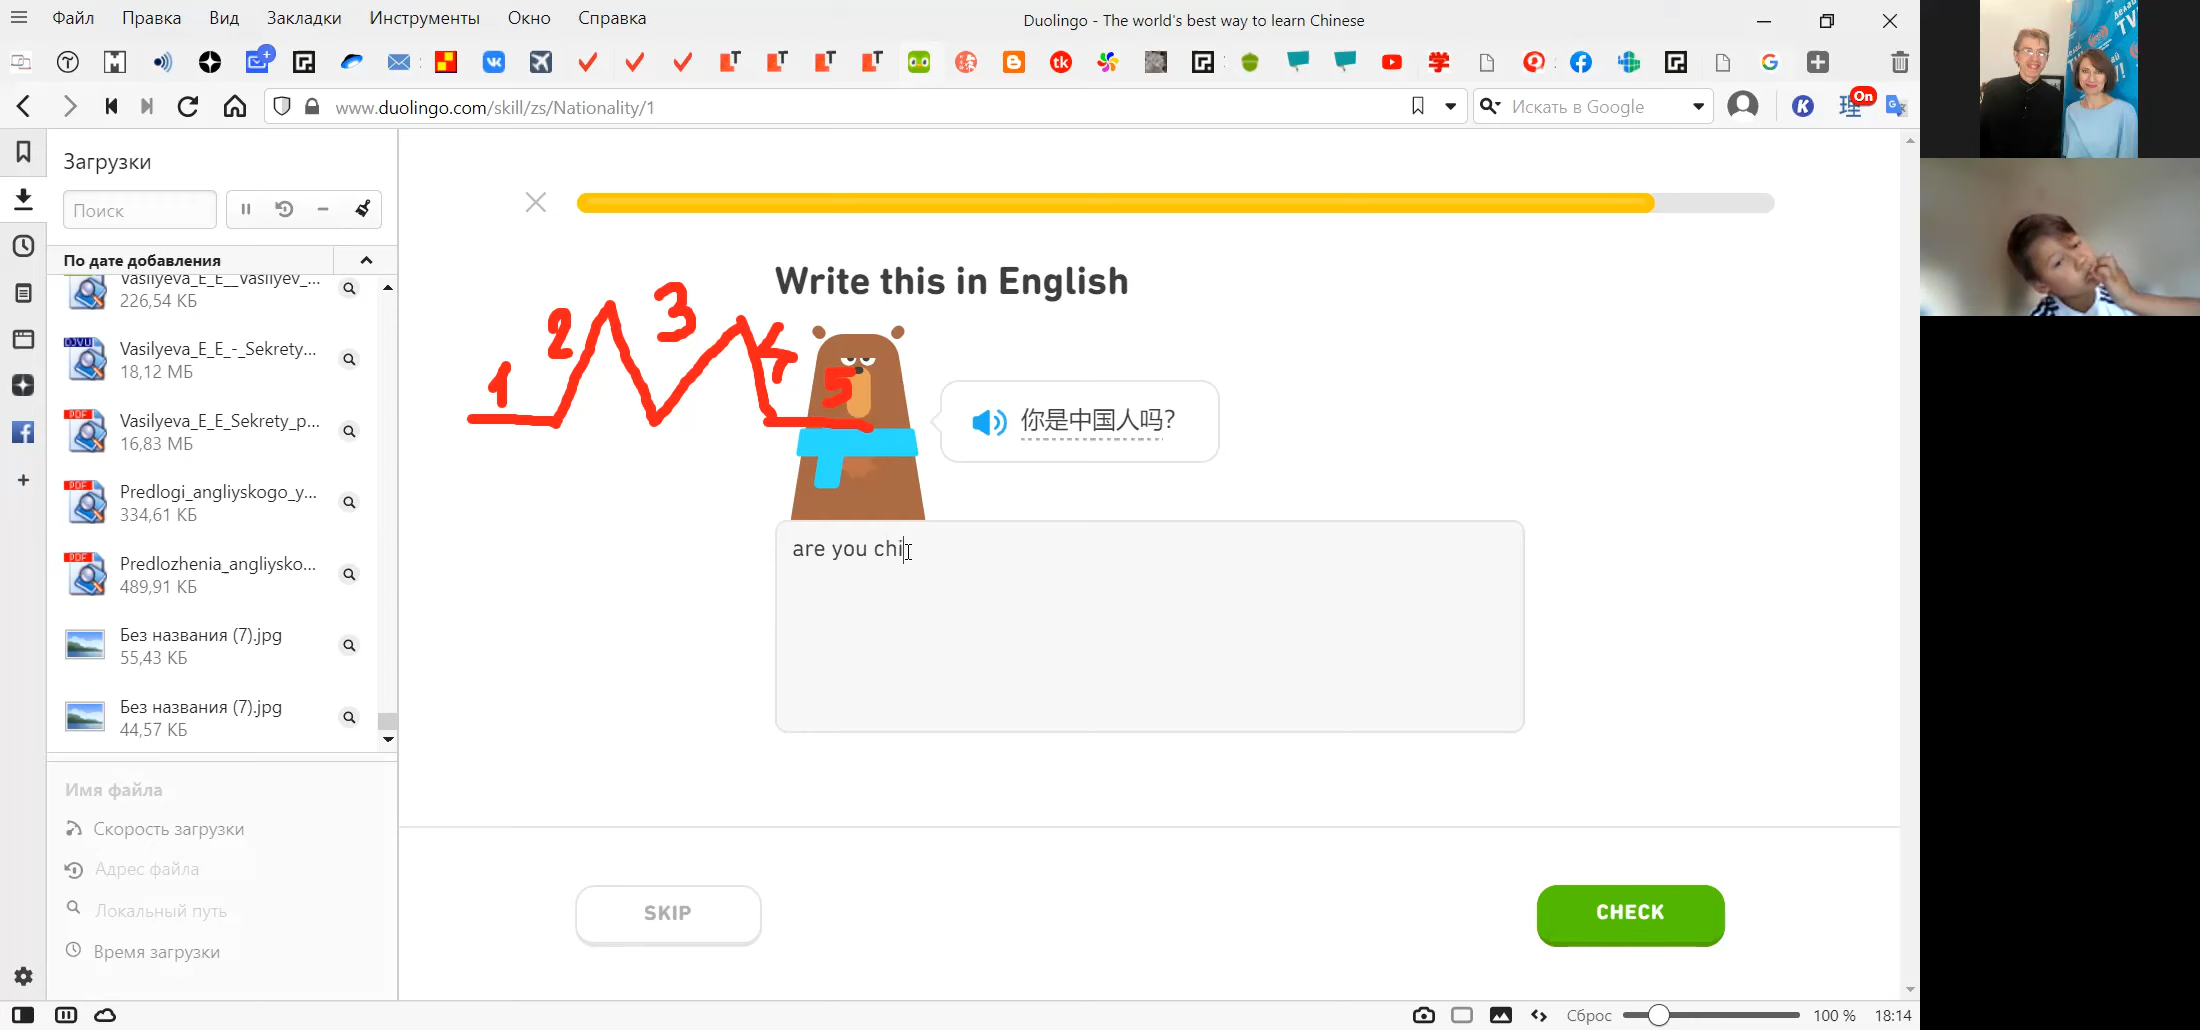 Файл Правка Вид Закладки Инструменты Окно Справка
Duolingo - The world's best way to learn Chinese
www.duolingo.com/skill/zs/Nationality/1
Искать в Google
On
Загрузки
Поиск
По дате добавления
Vasilyeva_E_E__Vasilyev_...
226,54 КБ
Vasilyeva_E_E_-_Sekrety...
18,12 МБ
Vasilyeva_E_E_Sekrety_p...
16,83 МБ
Predlogi_angliyskogo_y...
334,61 КБ
Predlozhenia_angliysko...
489,91 КБ
Без названия (7).jpg
55,43 КБ
Без названия (7).jpg
44,57 КБ
Имя файла
Скорость загрузки
Адрес файла
Локальный путь
Время загрузки
Write this in English
1 2 3 4 5
你是中国人吗?
are you chi
SKIP
CHECK
Сброс
100 %
18:14